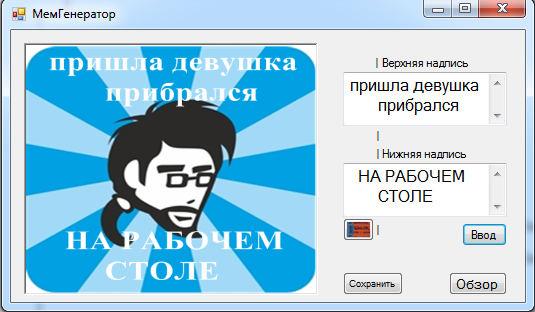 МемГенератор
пришла девушка
прибрался
НА РАБОЧЕМ
СТОЛЕ
Верхняя надпись
пришла девушка
прибрался
Нижняя надпись
НА РАБОЧЕМ
СТОЛЕ
Ввод
Сохранить
Обзор